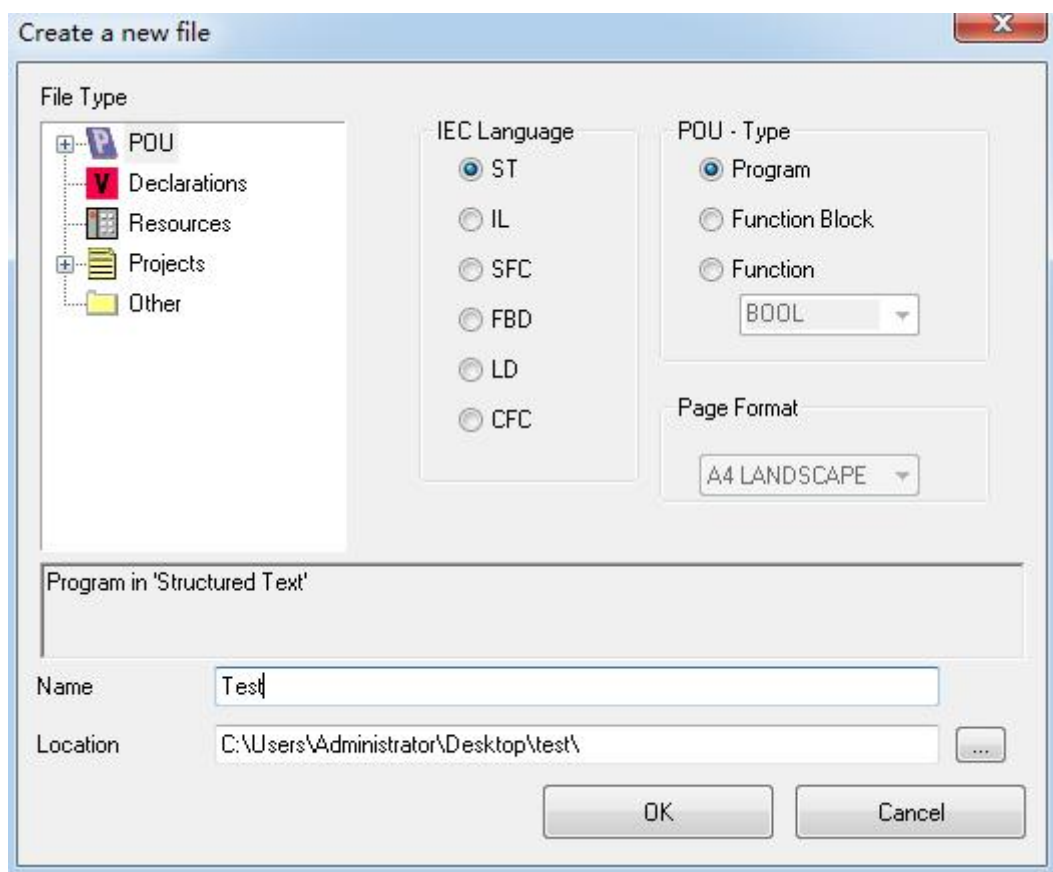 Create a new file
File Type
POU
Declarations
Resources
Projects
Other
IEC Language
ST
IL
SFC
FBD
LD
CFC
POU - Type
Program
Function Block
Function
BOOL
Page Format
A4 LANDSCAPE
Program in 'Structured Text'
Name
Test
Location
C:\Users\Administrator\Desktop\test\
...
OK
Cancel